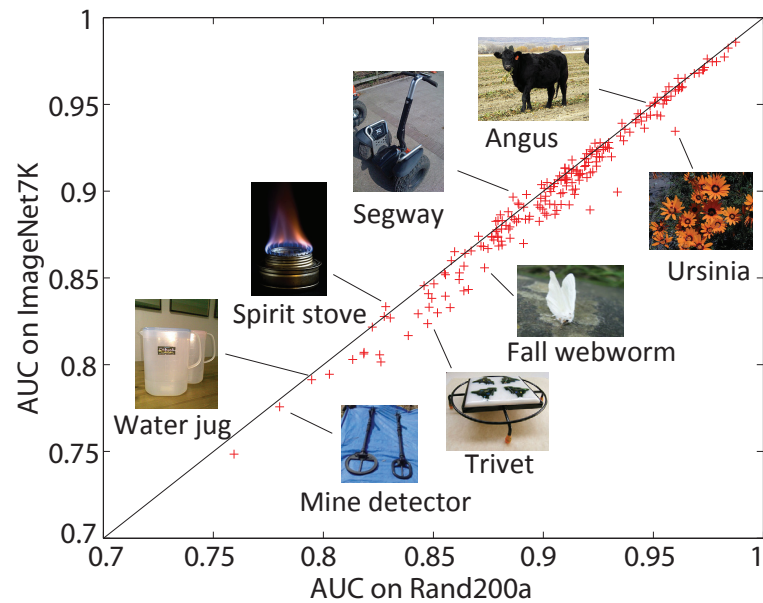 1
0.95
0.9
0.85
0.8
0.75
0.7
AUC on ImageNet7K
Angus
Segway
Ursinia
Spirit stove
Fall webworm
Water jug
Trivet
Mine detector
0.7 0.75 0.8 0.85 0.9 0.95 1
AUC on Rand200a